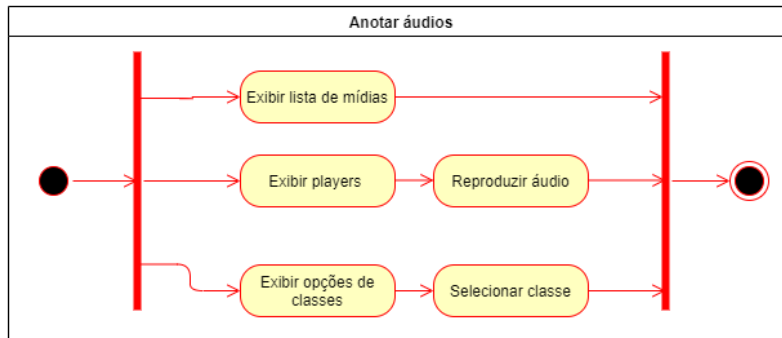 Anotar áudios
Exibir lista de mídias
Exibir players
Reproduzir áudio
Exibir opções de
classes
Selecionar classe